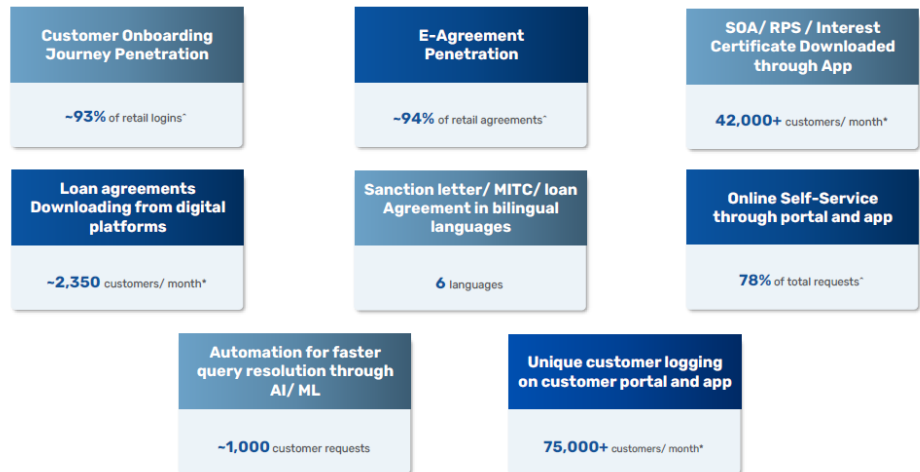 Customer Onboarding
Journey Penetration
~93% of retail logins^
E-Agreement
Penetration
~94% of retail agreements^
SOA/ RPS / Interest
Certificate Downloaded
through App
42,000+ customers/ month*
Loan agreements
Downloading from digital
platforms
~2,350 customers/ month*
Sanction letter/ MITC/ loan
Agreement in bilingual
languages
6 languages
Online Self-Service
through portal and app
78% of total requests^
Automation for faster
query resolution through
AI/ ML
~1,000 customer requests
Unique customer logging
on customer portal and app
75,000+ customers/ month*